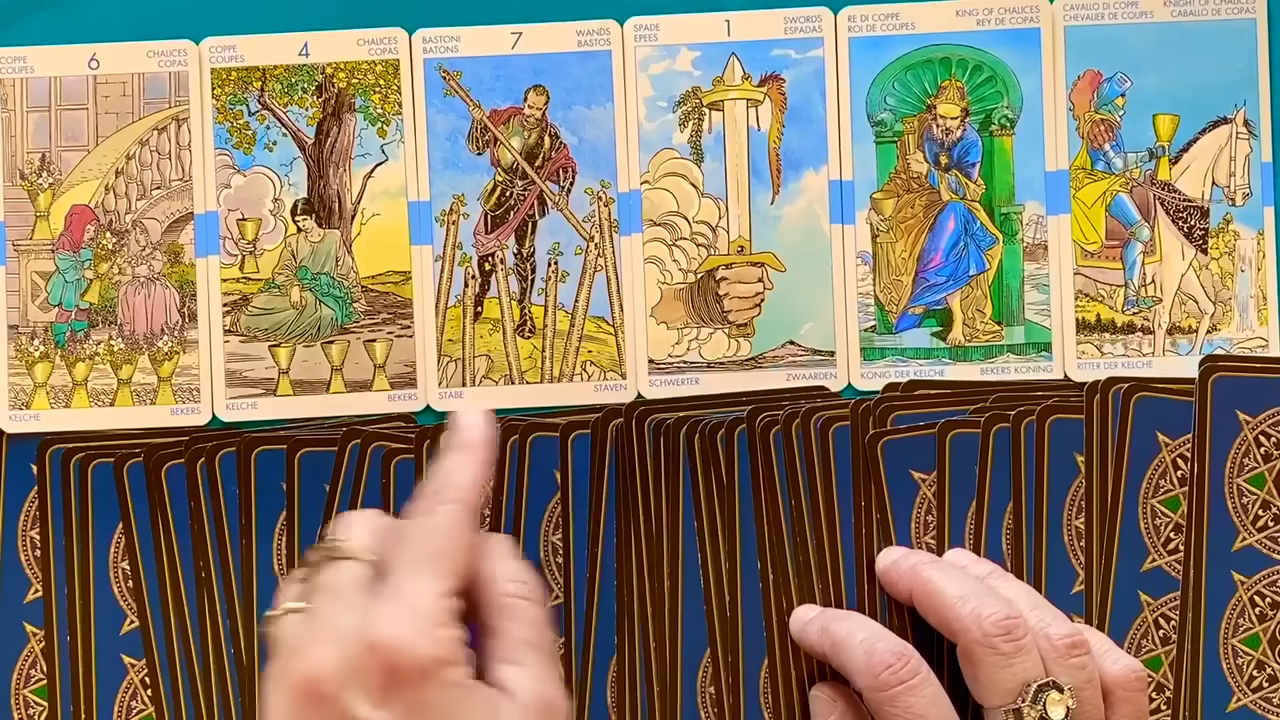 COPPE 6 CHALICES
COUPES COPAS
KELCHE BEKERS
COPPE 4 CHALICES
COUPES COPAS
KELCHE BEKERS
BASTONI 7 WANDS
BATONS BASTOS
STABE STAVEN
SPADE 1 SWORDS
EPEES ESPADAS
SCHWERTER ZWAARDEN
RE DI COPPE KING OF CHALICES
ROI DE COUPES REY DE COPAS
KÖNIG DER KELCHE BEKERS KONING
CAVALLO DI COPPE KNIGHT OF CHALICES
CHEVALIER DE COUPES CABALLO DE COPAS
RITTER DER KELCHE